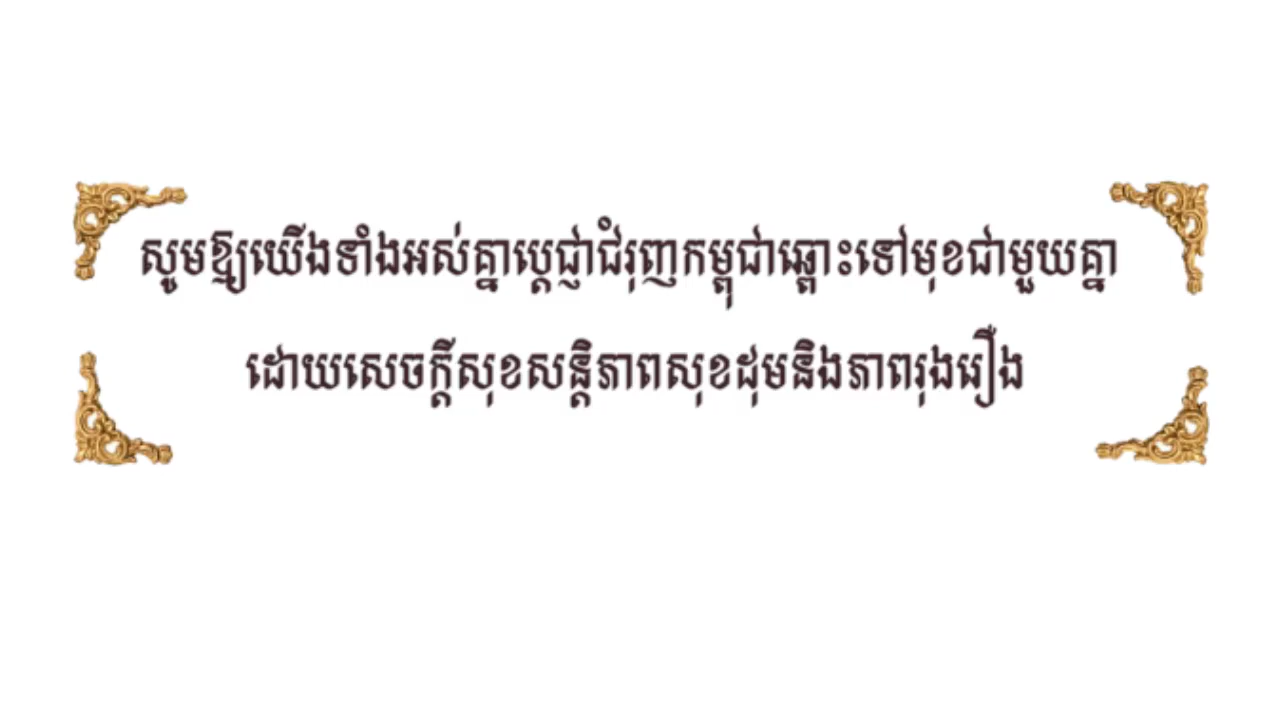 សូមឱ្យយើងទាំងអស់គ្នាប្តេជ្ញាជំរុញកម្ពុជាឆ្ពោះទៅមុខជាមួយគ្នា
ដោយសេចក្តីសុខសន្តិភាពសុខដុមនិងភាពរុងរឿង